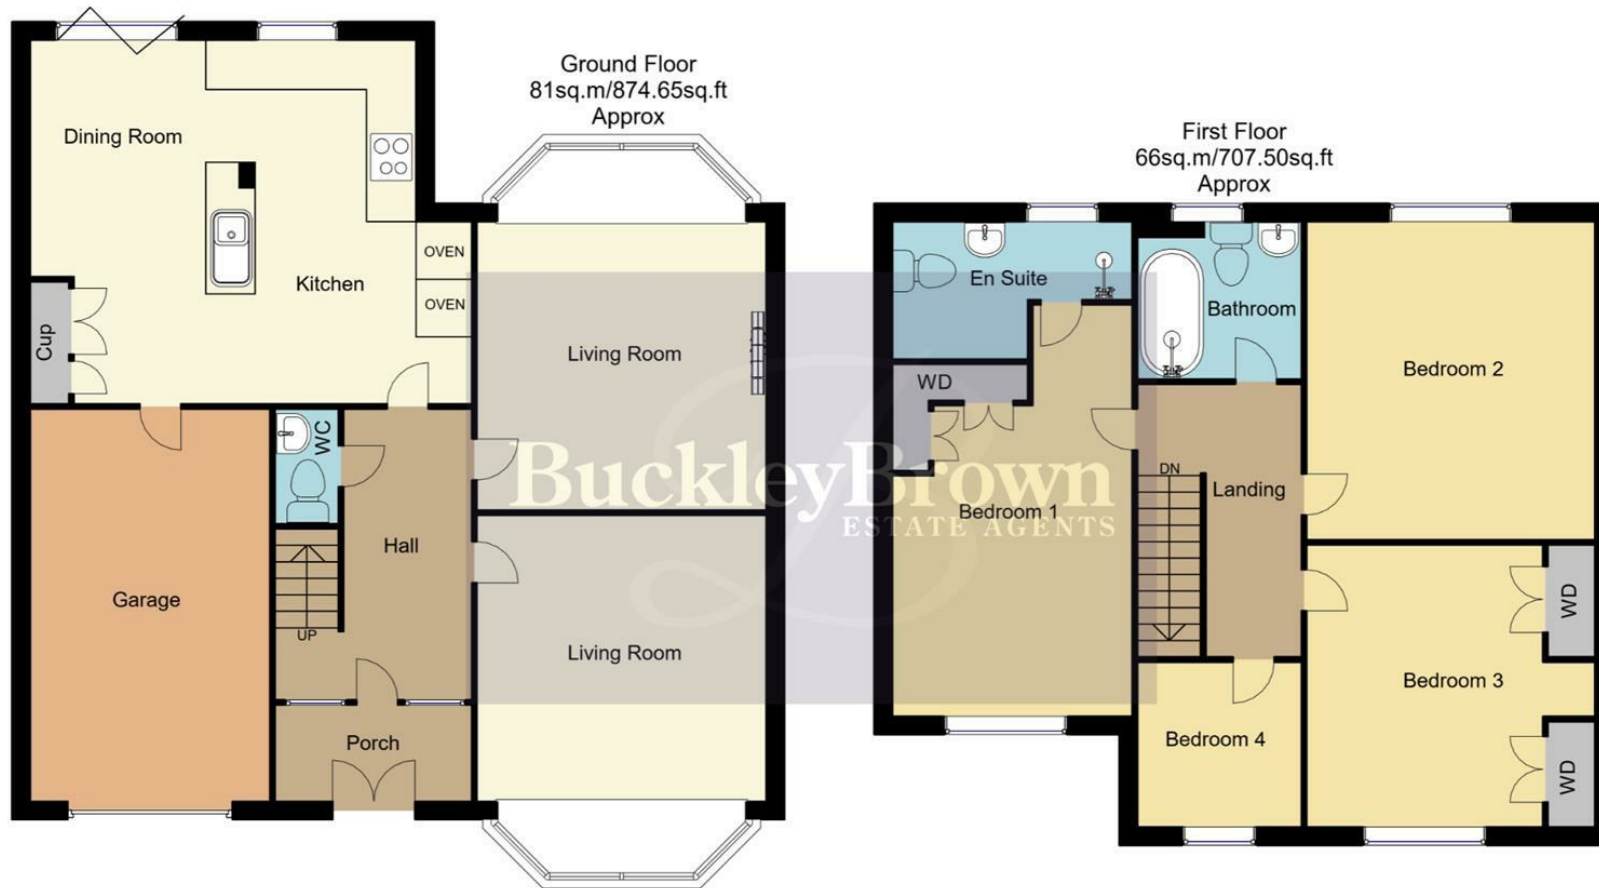 Ground Floor
81sq.m/874.65sq.ft
Approx
Dining Room
Kitchen
OVEN
OVEN
Cup
Living Room
WC
Hall
Garage
UP
Living Room
Porch
First Floor
66sq.m/707.50sq.ft
Approx
En Suite
Bathroom
WD
Bedroom 2
DN
Landing
Bedroom 1
WD
Bedroom 3
Bedroom 4
WD
BuckleyBrown
ESTATE AGENTS